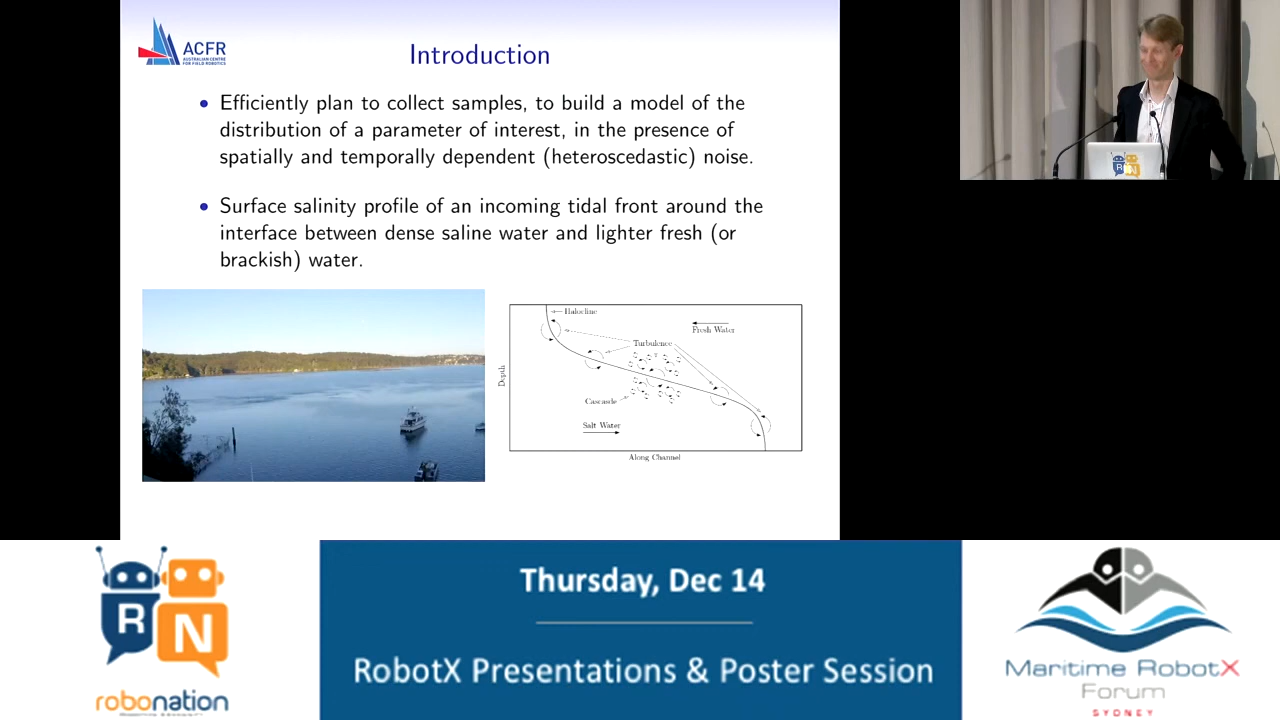 ACFR
AUSTRALIAN CENTRE
FOR FIELD ROBOTICS
Introduction
Efficiently plan to collect samples, to build a model of the
distribution of a parameter of interest, in the presence of
spatially and temporally dependent (heteroscedastic) noise.
Surface salinity profile of an incoming tidal front around the
interface between dense saline water and lighter fresh (or
brackish) water.
Halocline
Fresh Water
Turbulence
Depth
Cascade
Salt Water
Along Channel
RN
RN
robonation
Thursday, Dec 14
RobotX Presentations & Poster Session
Maritime RobotX
Forum
SYDNEY